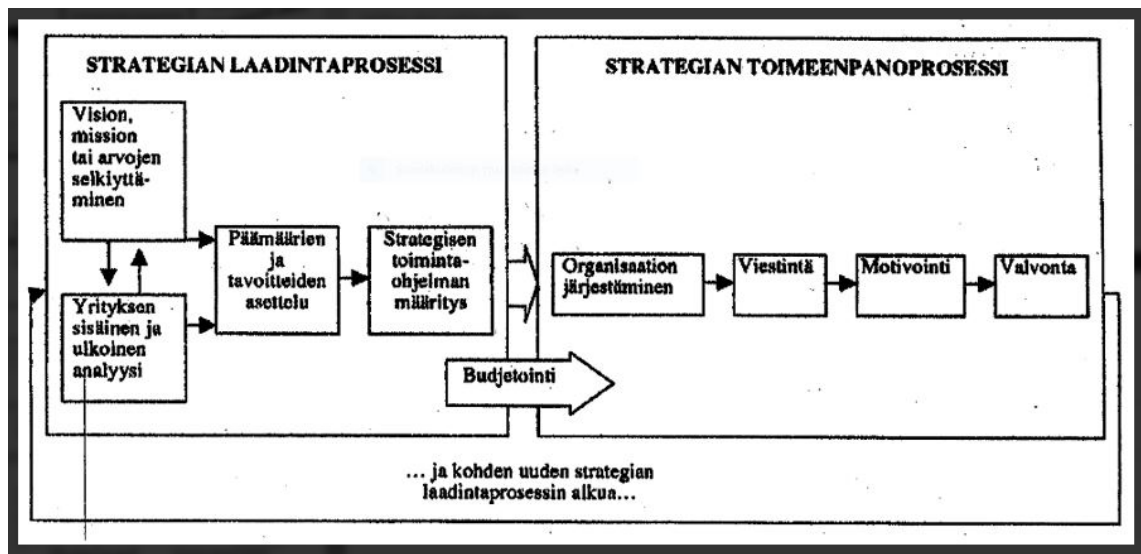 STRATEGIAN LAADINTAPROSESSI
Vision,
mission
tai arvojen
selkiyttä-
minen
Yrityksen
sisäinen ja
ulkoinen
analyysi
Päämäärien
ja
tavoitteiden
asettelu
Strategisen
toiminta-
ohjelman
määritys
STRATEGIAN TOIMEENPANOPROSESSI
Organisaation
järjestäminen
Viestintä
Motivointi
Valvonta
Budjetointi
... ja kohden uuden strategian
laadintaprosessin alkua...